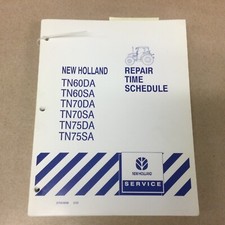 NEW HOLLAND
TN60DA
TN60SA
TN70DA
TN70SA
TN75DA
TN75SA
REPAIR
TIME
SCHEDULE
NEW HOLLAND
SERVICE